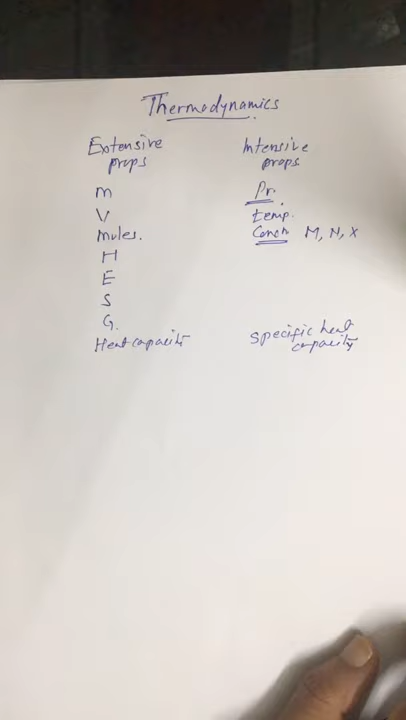 Thermodynamics
Extensive props
Intensive props
m
Pr.
V
temp.
moles.
Concn M, N, X
H
E
S
G.
Heat capacity
Specific heat capacity